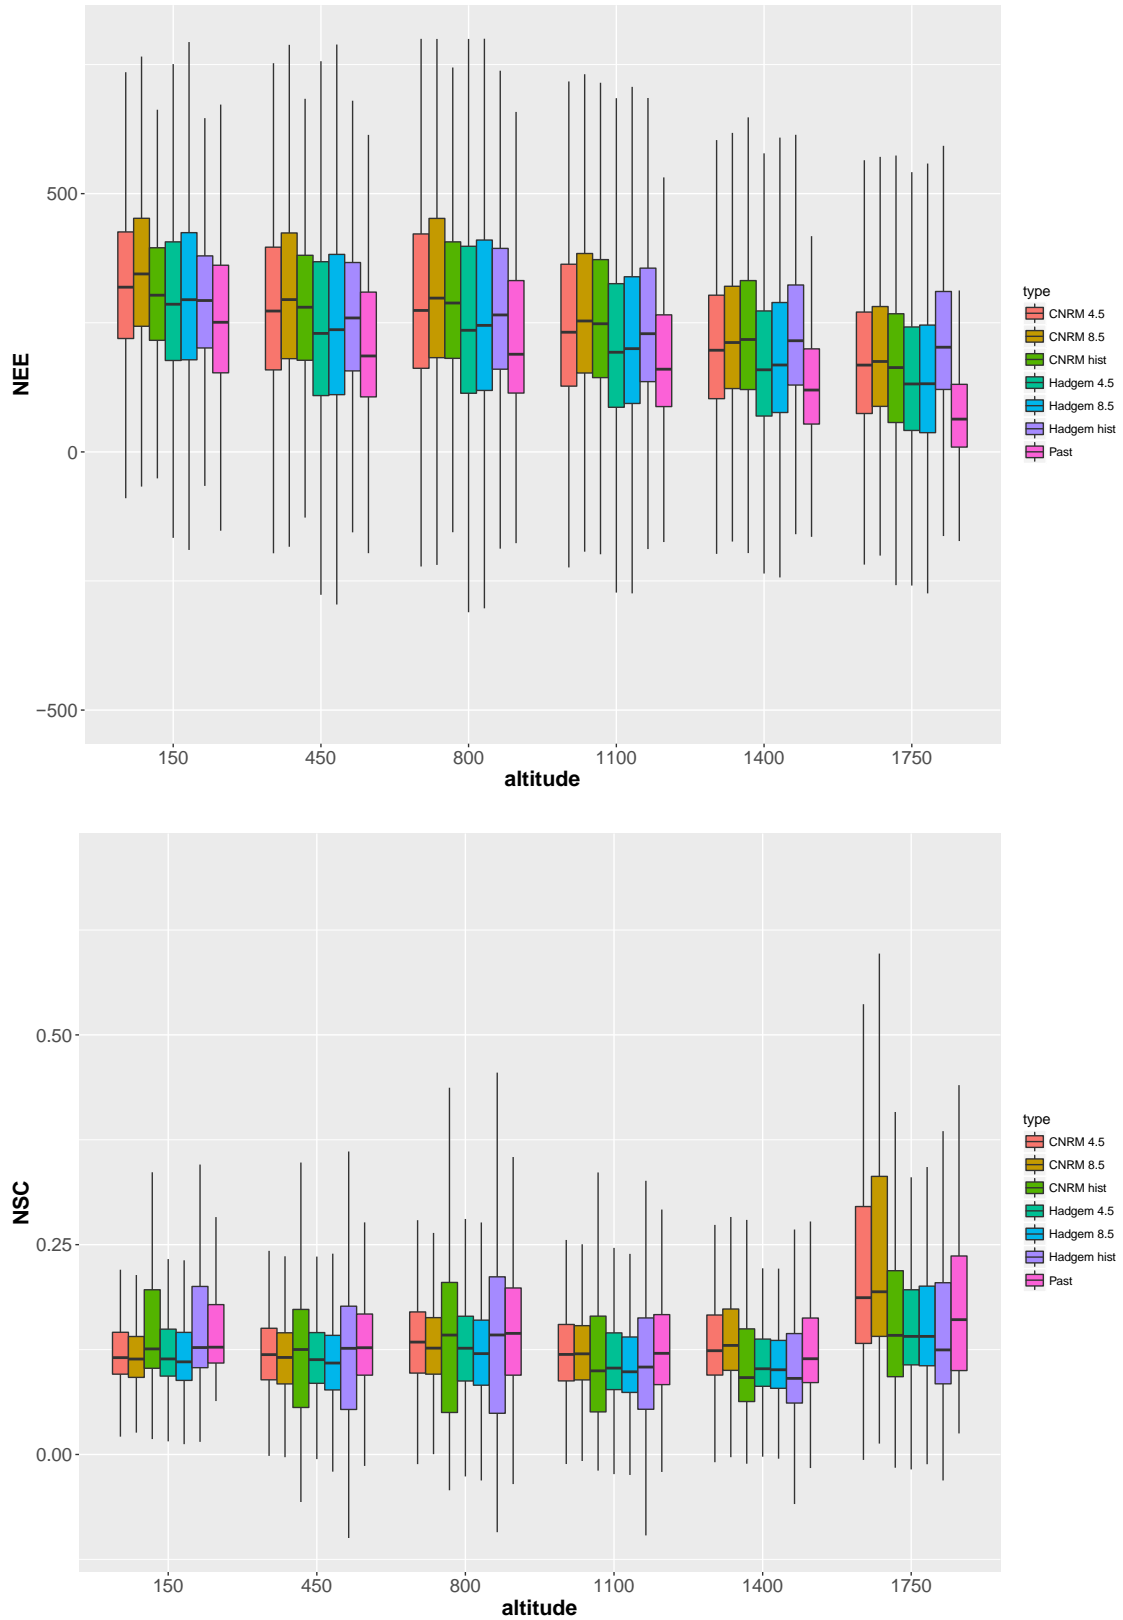 NEE
500
0
−500
150 450 800 1100 1400 1750
altitude
type
CNRM 4.5
CNRM 8.5
CNRM hist
Hadgem 4.5
Hadgem 8.5
Hadgem hist
Past
NSC
0.50
0.25
0.00
150 450 800 1100 1400 1750
altitude
type
CNRM 4.5
CNRM 8.5
CNRM hist
Hadgem 4.5
Hadgem 8.5
Hadgem hist
Past